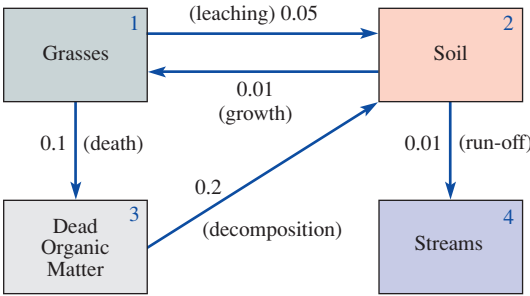 (leaching) 0.05
1
Grasses
2
Soil
0.01
(growth)
0.1 (death)
0.01 (run-off)
0.2
(decomposition)
3
Dead
Organic
Matter
4
Streams